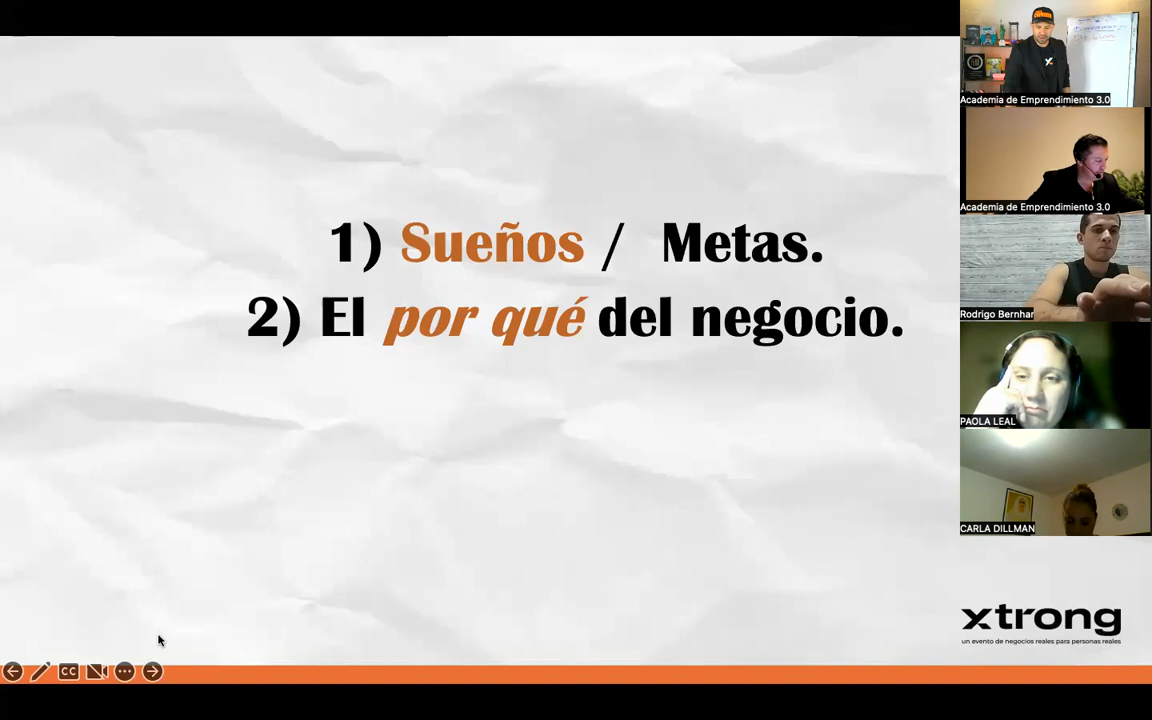 1) Sueños / Metas.
2) El por qué del negocio.
Academia de Emprendimiento 3.0
Academia de Emprendimiento 3.0
Rodrigo Bernhar
PAOLA LEAL
CARLA DILLMAN
xtrong
un evento de negocios reales para personas reales
CC